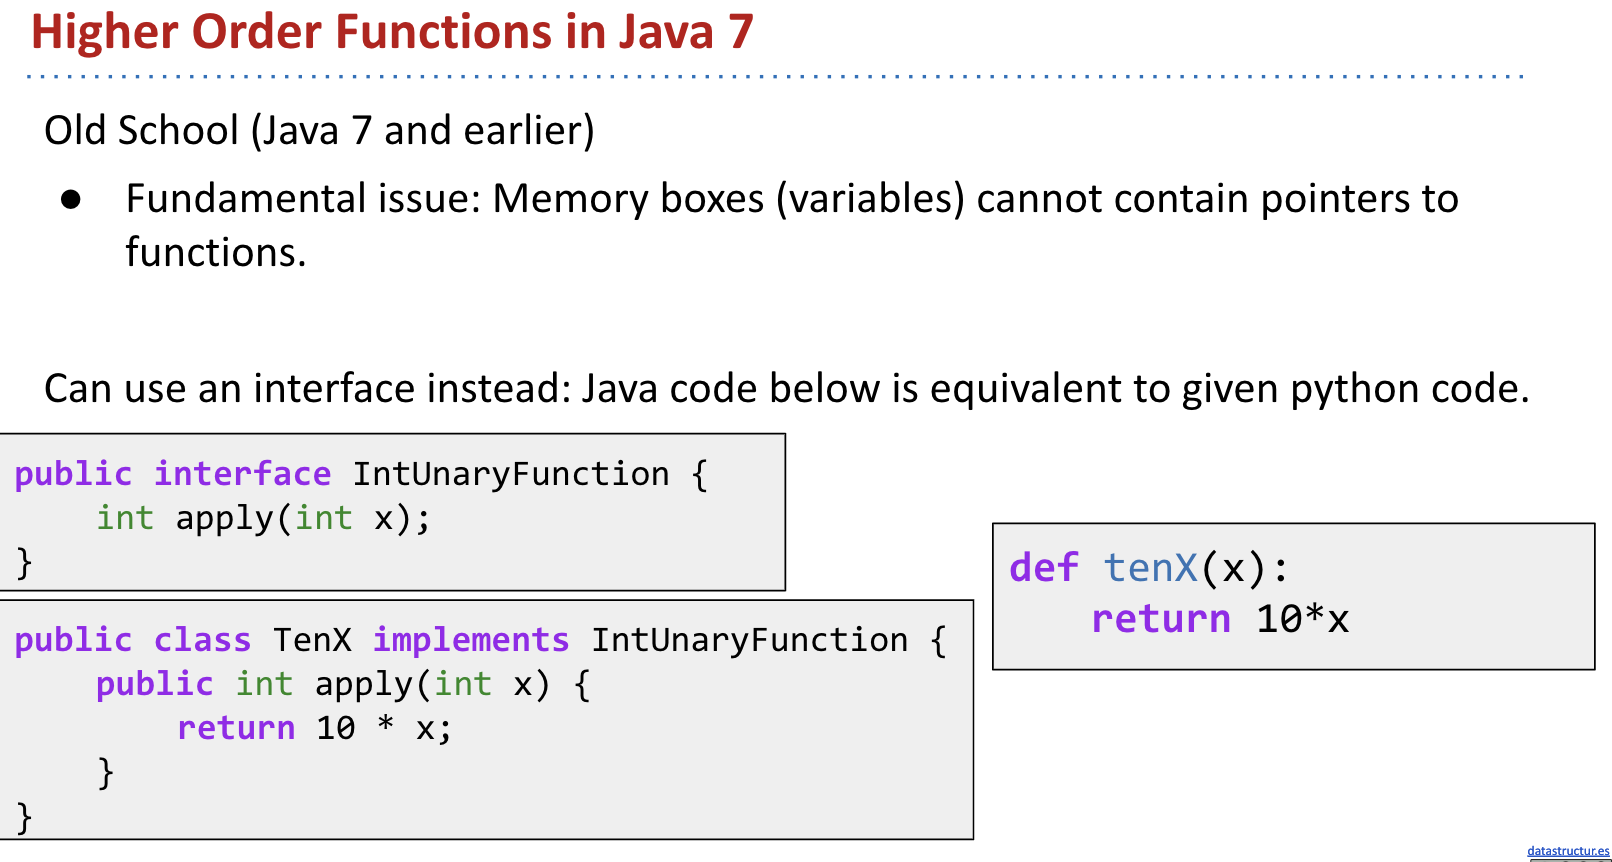 Higher Order Functions in Java 7
Old School (Java 7 and earlier)
● Fundamental issue: Memory boxes (variables) cannot contain pointers to
functions.
Can use an interface instead: Java code below is equivalent to given python code.
public interface IntUnaryFunction {
    int apply(int x);
}
public class TenX implements IntUnaryFunction {
    public int apply(int x) {
        return 10 * x;
    }
}
def tenX(x):
    return 10*x
datastructur.es